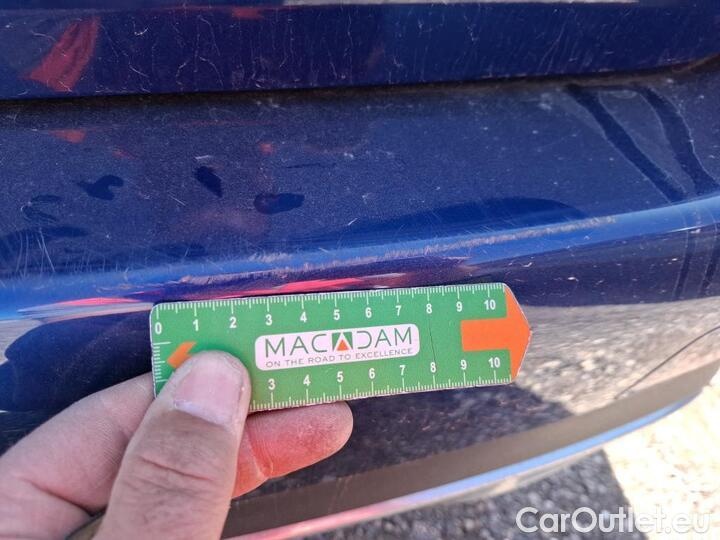 0 1 2 3 4 5 6 7 8 9 10
MACADAM
ON THE ROAD TO EXCELLENCE
3 4 5 6 7 8 9 10
CarOutlet.eu